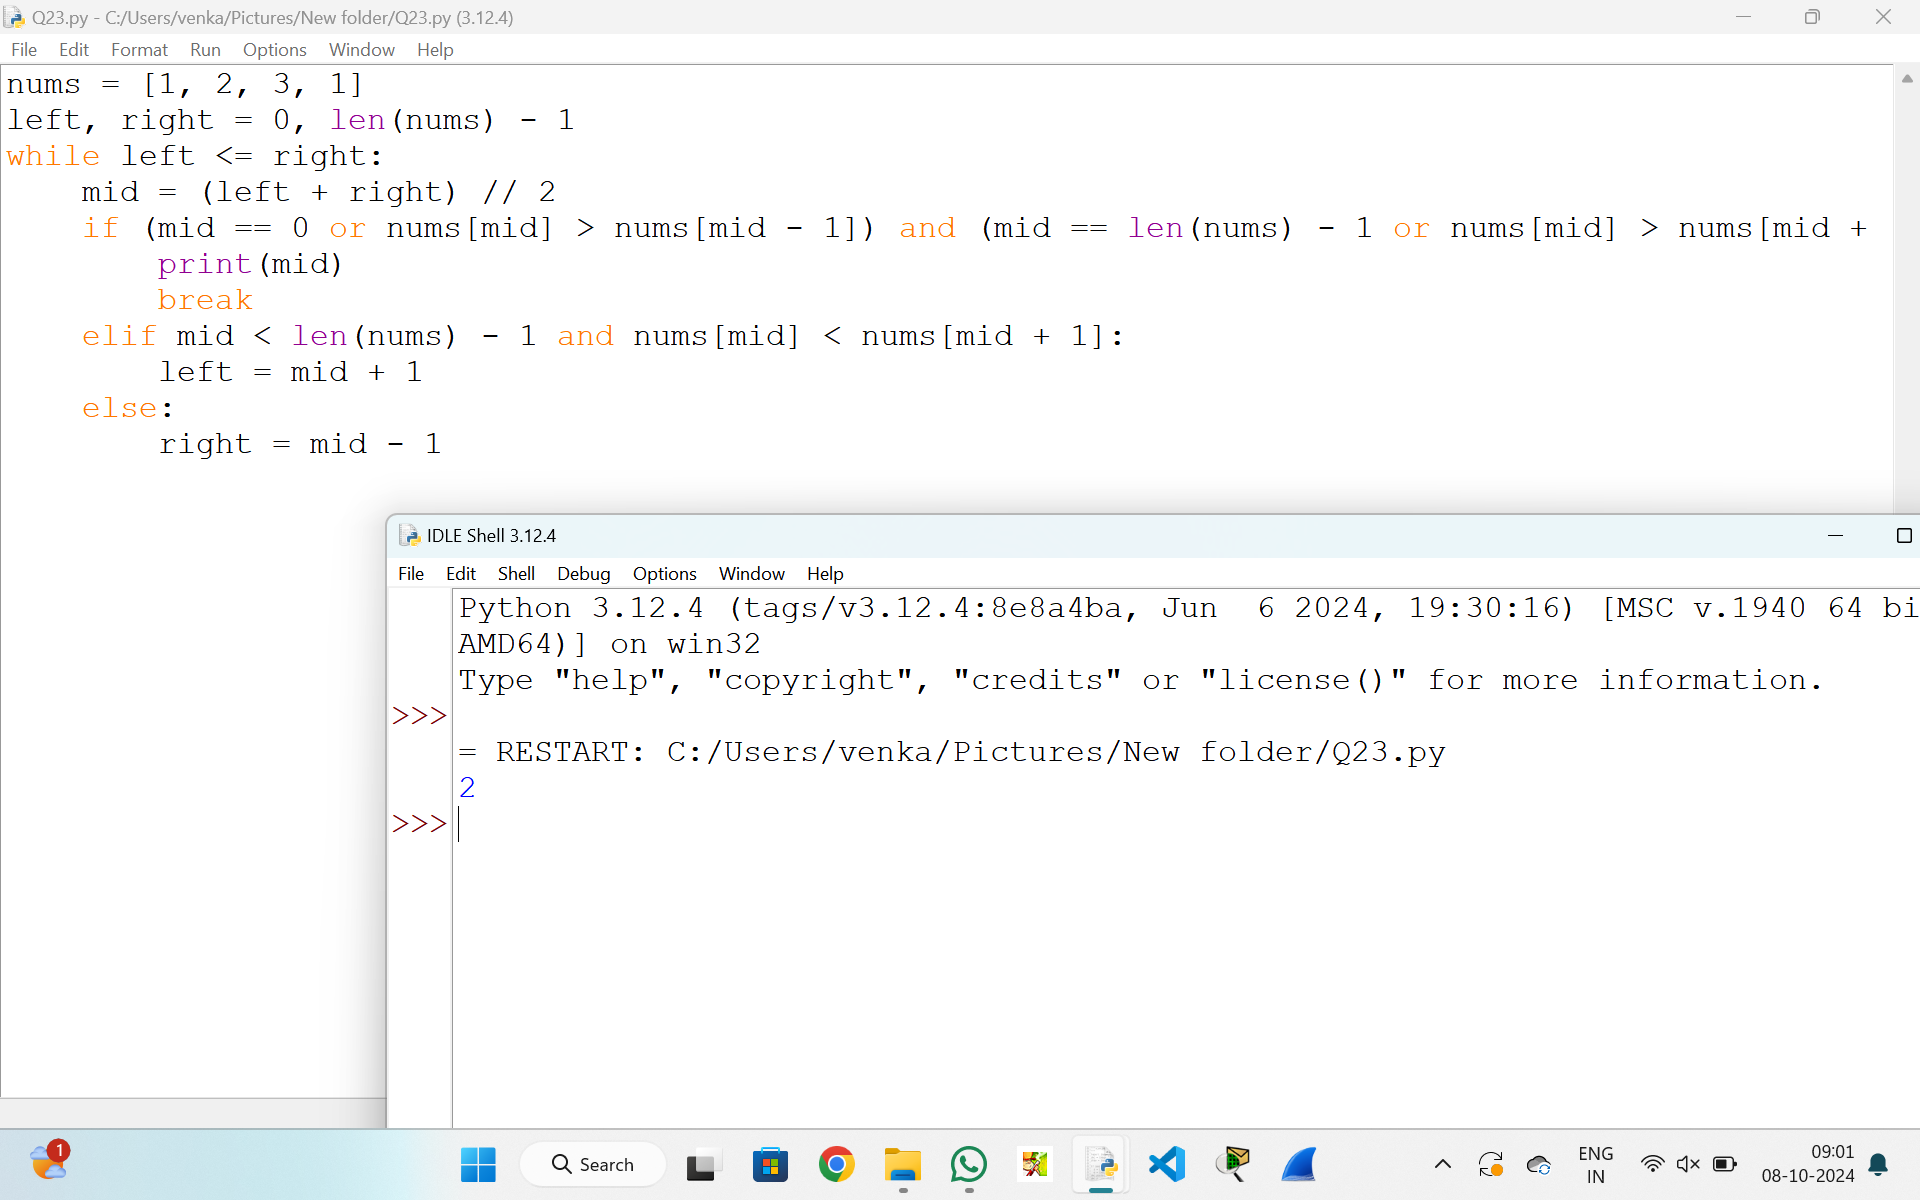 Q23.py - C:/Users/venka/Pictures/New folder/Q23.py (3.12.4)
File Edit Format Run Options Window Help
nums = [1, 2, 3, 1]
left, right = 0, len(nums) - 1
while left <= right:
    mid = (left + right) // 2
    if (mid == 0 or nums[mid] > nums[mid - 1]) and (mid == len(nums) - 1 or nums[mid] > nums[mid +
        print(mid)
        break
    elif mid < len(nums) - 1 and nums[mid] < nums[mid + 1]:
        left = mid + 1
    else:
        right = mid - 1
IDLE Shell 3.12.4
File Edit Shell Debug Options Window Help
Python 3.12.4 (tags/v3.12.4:8e8a4ba, Jun  6 2024, 19:30:16) [MSC v.1940 64 bi
AMD64)] on win32
Type "help", "copyright", "credits" or "license()" for more information.
>>>
= RESTART: C:/Users/venka/Pictures/New folder/Q23.py
2
>>>
1
Search
ENG
IN
09:01
08-10-2024